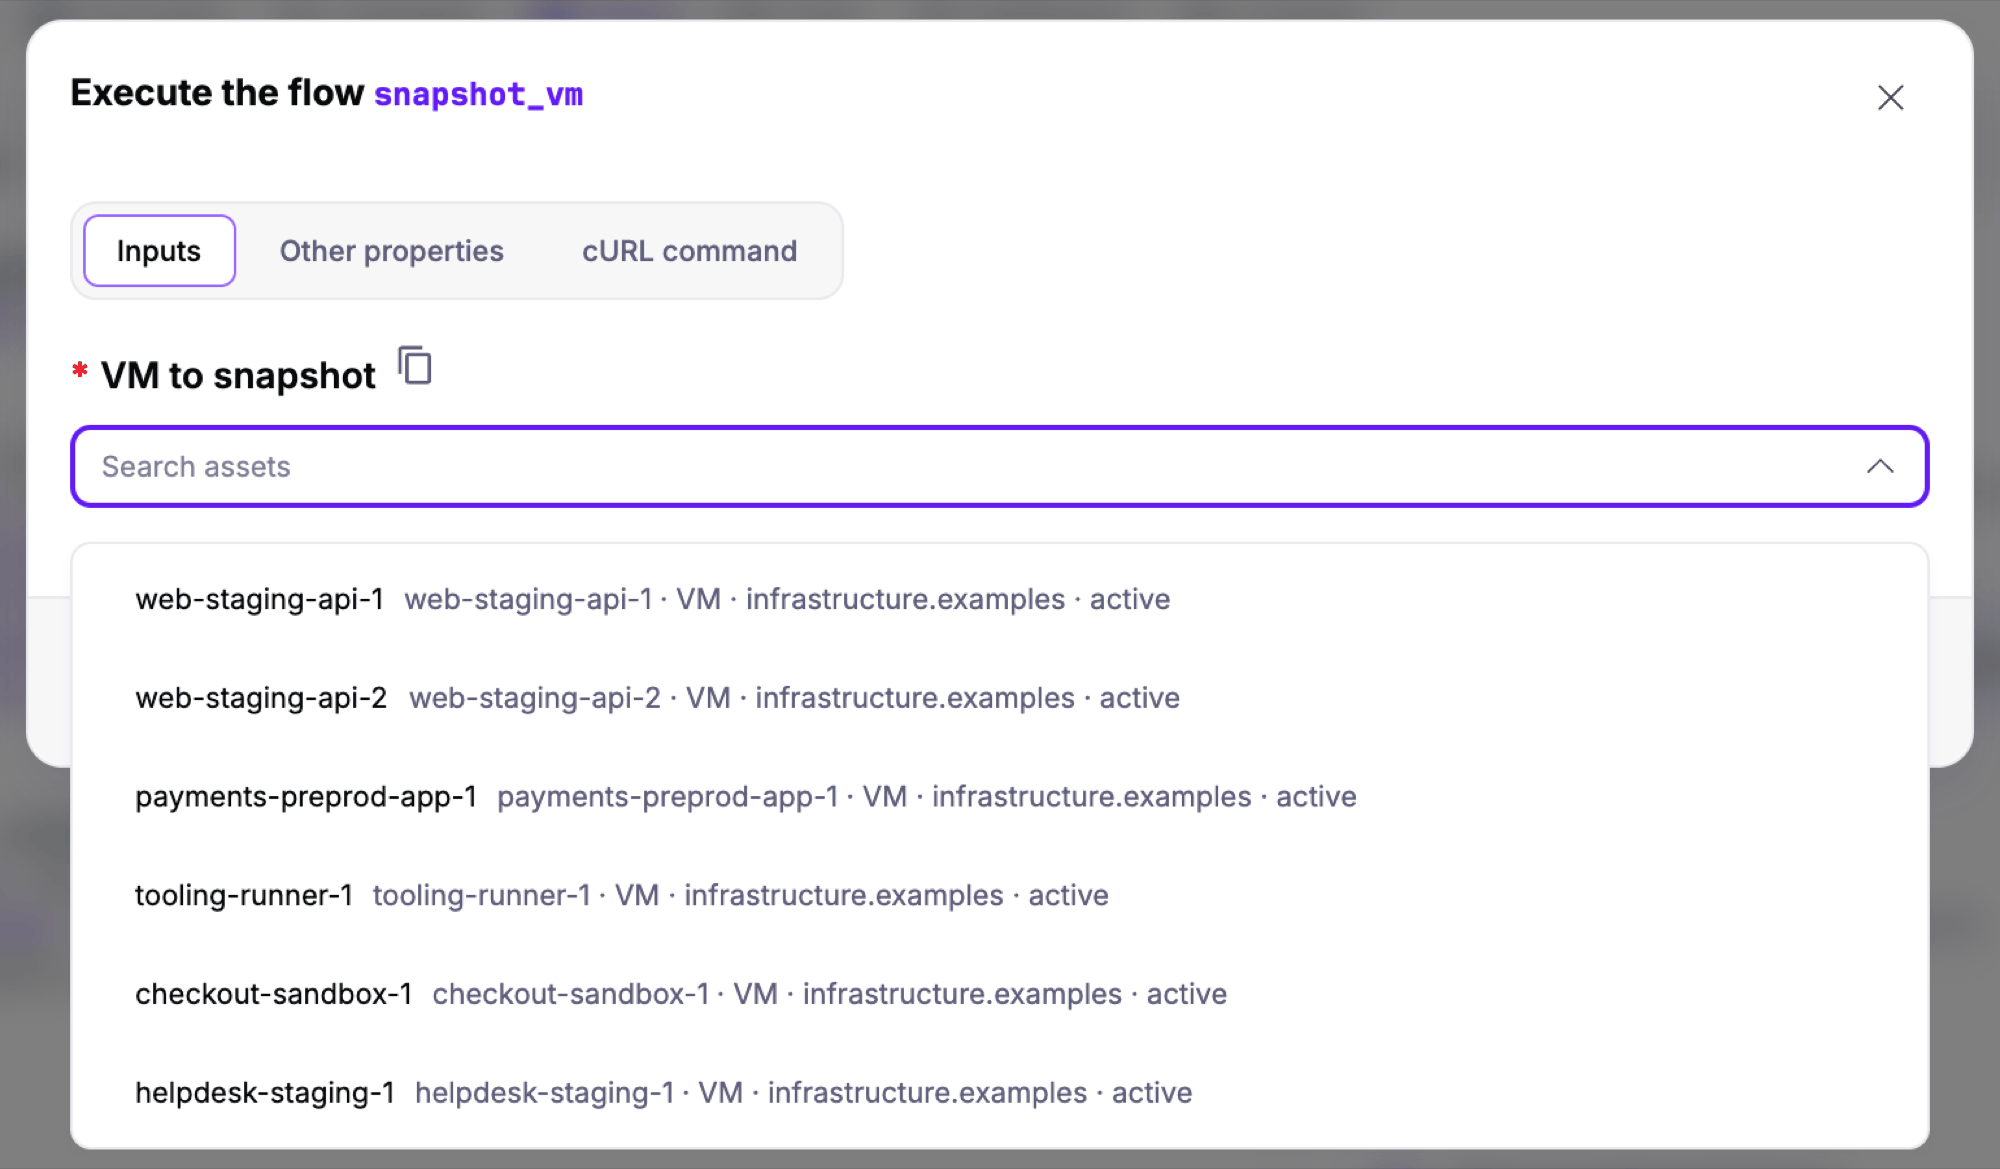 Execute the flow snapshot_vm
Inputs Other properties cURL command
* VM to snapshot
Search assets
web-staging-api-1 web-staging-api-1 · VM · infrastructure.examples · active
web-staging-api-2 web-staging-api-2 · VM · infrastructure.examples · active
payments-preprod-app-1 payments-preprod-app-1 · VM · infrastructure.examples · active
tooling-runner-1 tooling-runner-1 · VM · infrastructure.examples · active
checkout-sandbox-1 checkout-sandbox-1 · VM · infrastructure.examples · active
helpdesk-staging-1 helpdesk-staging-1 · VM · infrastructure.examples · active